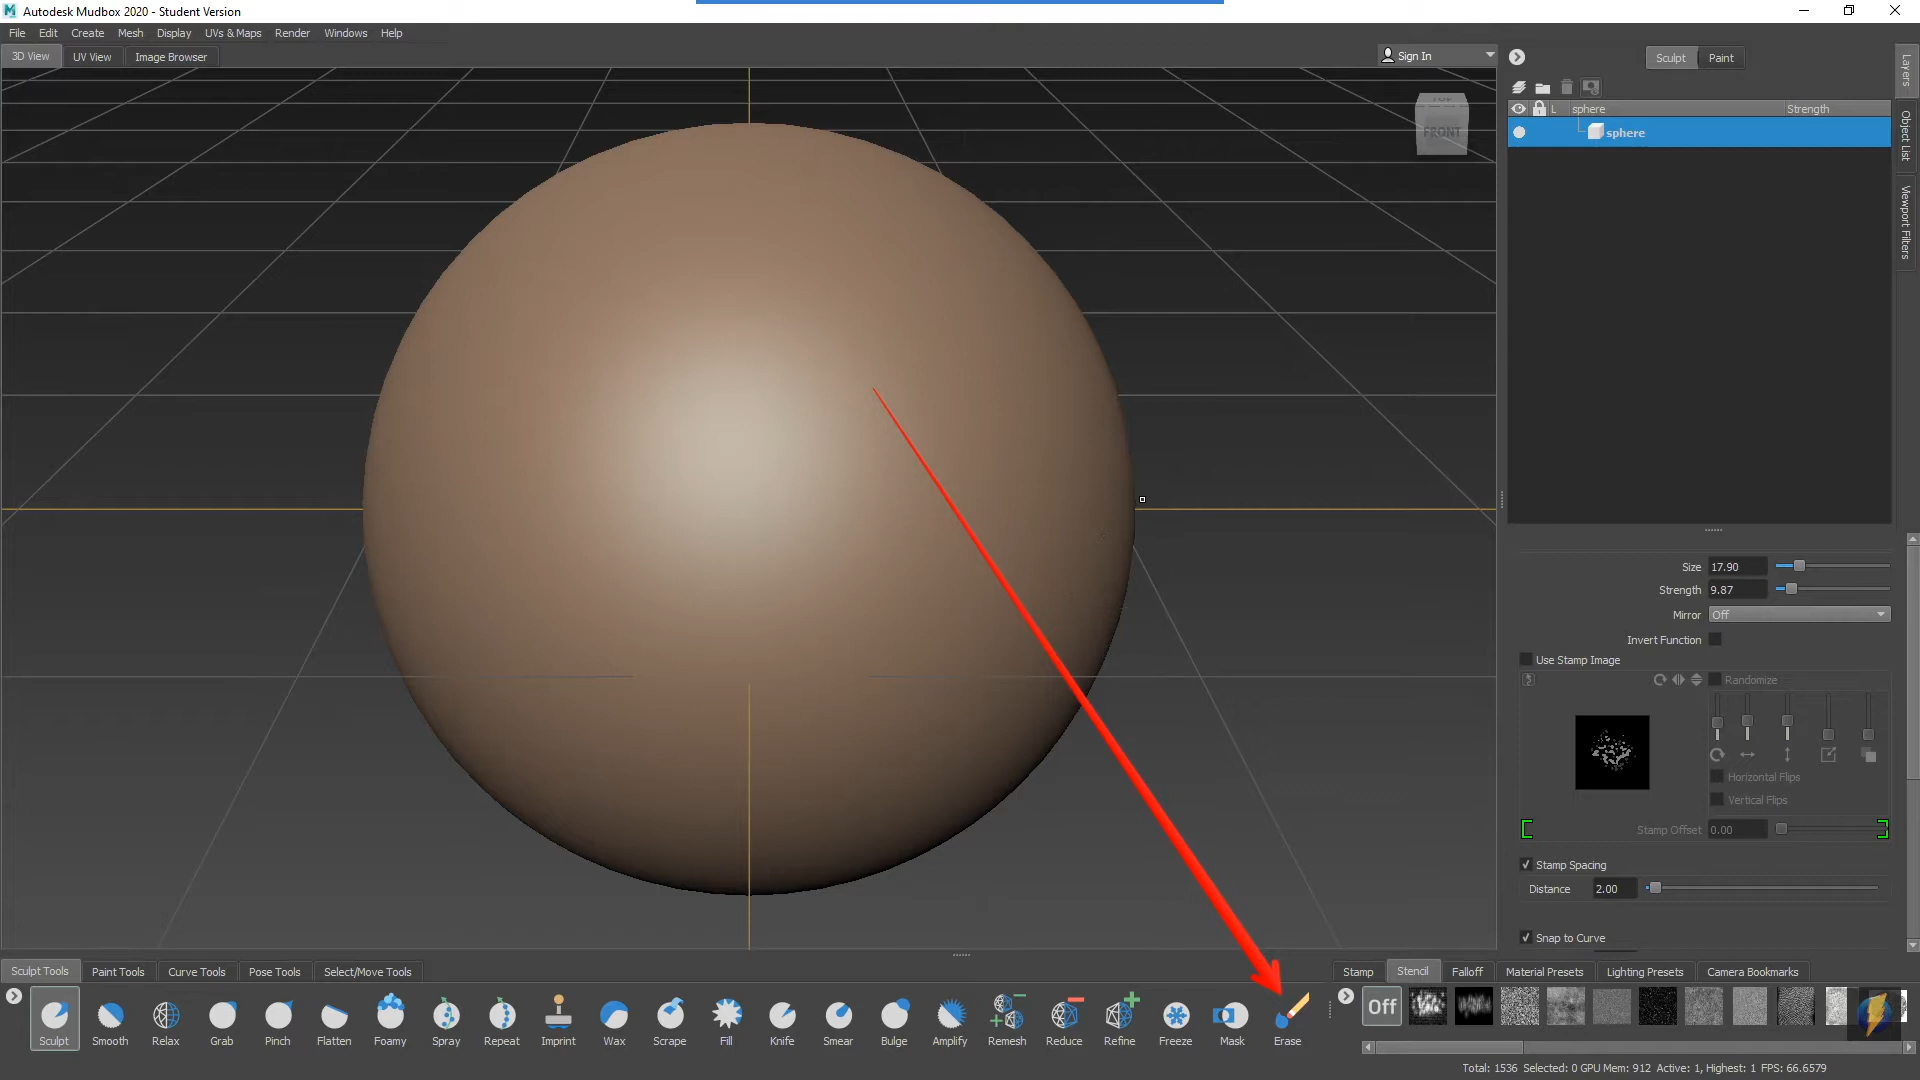 Autodesk Mudbox 2020 - Student Version
File Edit Create Mesh Display UVs & Maps Render Windows Help
3D View UV View Image Browser
Sign In
Sculpt Paint
Layers
Object List
Viewport Filters
L sphere Strength
sphere
TOP
FRONT
Size 17.90
Strength 9.87
Mirror Off
Invert Function
Use Stamp Image
Randomize
Horizontal Flips
Vertical Flips
Stamp Offset 0.00
Stamp Spacing
Distance 2.00
Snap to Curve
Sculpt Tools Paint Tools Curve Tools Pose Tools Select/Move Tools
Stamp Stencil Falloff Material Presets Lighting Presets Camera Bookmarks
Off
Sculpt Smooth Relax Grab Pinch Flatten Foamy Spray Repeat Imprint Wax Scrape Fill Knife Smear Bulge Amplify Remesh Reduce Refine Freeze Mask Erase
Total: 1536 Selected: 0 GPU Mem: 912 Active: 1, Highest: 1 FPS: 66.6579